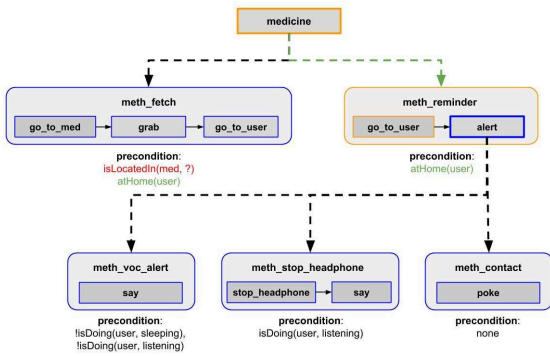 medicine
meth_fetch
go_to_med
grab
go_to_user
precondition:
isLocatedIn(med, ?)
atHome(user)
meth_reminder
go_to_user
alert
precondition:
atHome(user)
meth_voc_alert
say
precondition:
!isDoing(user, sleeping),
!isDoing(user, listening)
meth_stop_headphone
stop_headphone
say
precondition:
isDoing(user, listening)
meth_contact
poke
precondition:
none